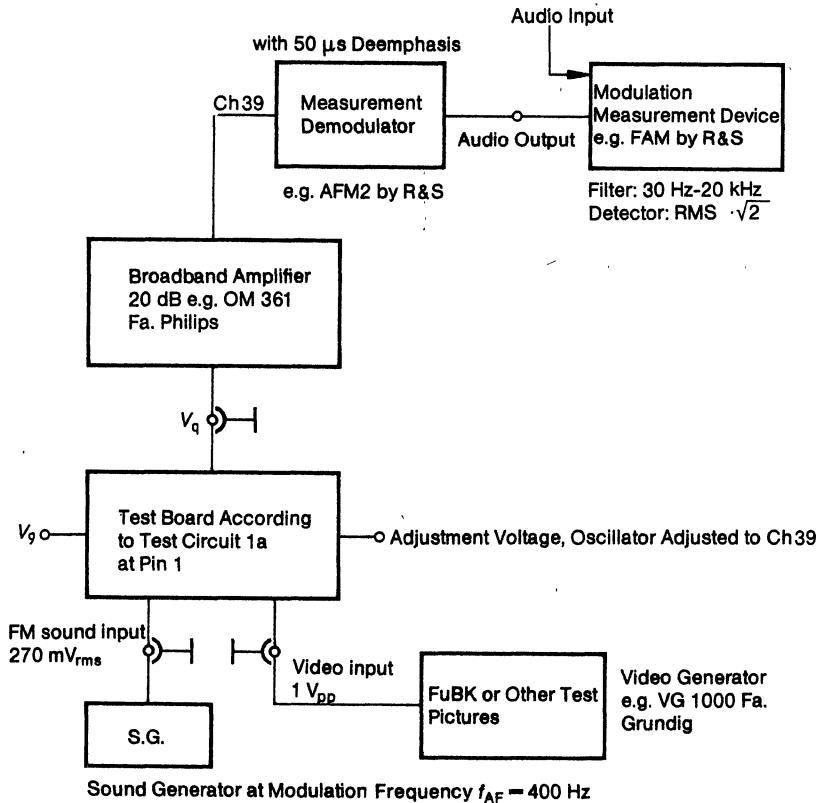 Audio Input
with 50 μs Deemphasis
Ch39
Measurement
Demodulator
Audio Output
Modulation
Measurement Device
e.g. FAM by R&S
e.g. AFM2 by R&S
Filter: 30 Hz-20 kHz
Detector: RMS ·√2
Broadband Amplifier
20 dB e.g. OM 361
Fa. Philips
Vq
V9
Test Board According
to Test Circuit 1a
at Pin 1
Adjustment Voltage, Oscillator Adjusted to Ch39
FM sound input
270 mVrms
Video input
1 Vpp
S.G.
FuBK or Other Test
Pictures
Video Generator
e.g. VG 1000 Fa.
Grundig
Sound Generator at Modulation Frequency fAF = 400 Hz